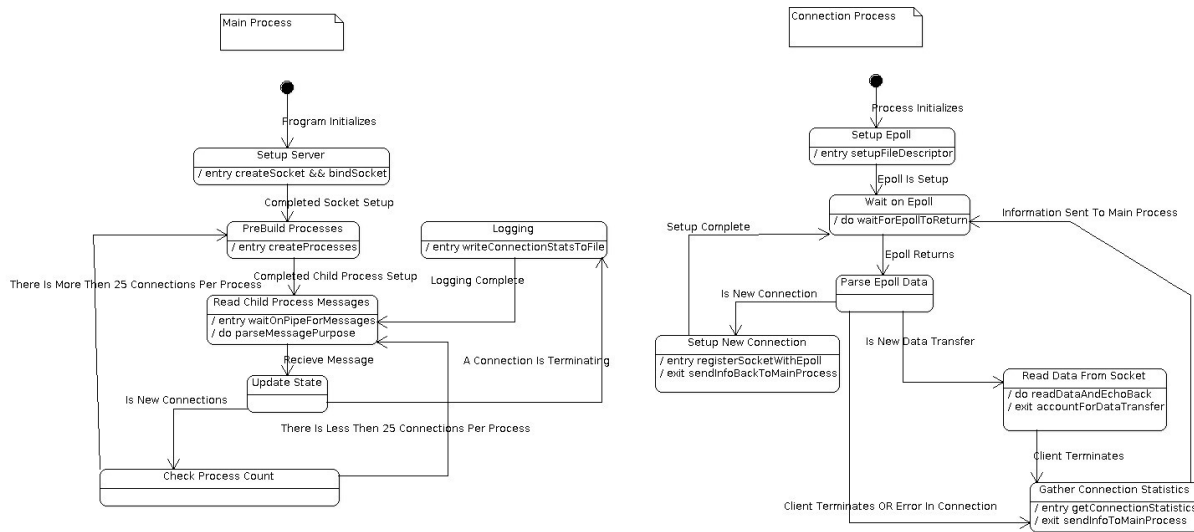 Main Process
Program Initializes
Setup Server
/ entry createSocket && bindSocket
Completed Socket Setup
PreBuild Processes
/ entry createProcesses
Logging
/ entry writeConnectionStatsToFile
Completed Child Process Setup
Logging Complete
There Is More Then 25 Connections Per Process
Read Child Process Messages
/ entry waitOnPipeForMessages
/ do parseMessagePurpose
Recieve Message
A Connection Is Terminating
Update State
Is New Connections
There Is Less Then 25 Connections Per Process
Check Process Count
Connection Process
Process Initializes
Setup Epoll
/ entry setupFileDescriptor
Epoll Is Setup
Wait on Epoll
/ do waitForEpollToReturn
Information Sent To Main Process
Setup Complete
Epoll Returns
Parse Epoll Data
Is New Connection
Setup New Connection
/ entry registerSocketWithEpoll
/ exit sendInfoBackToMainProcess
Is New Data Transfer
Read Data From Socket
/ do readDataAndEchoBack
/ exit accountForDataTransfer
Client Terminates
Gather Connection Statistics
/ entry getConnectionStatistics
/ exit sendInfoToMainProcess
Client Terminates OR Error In Connection